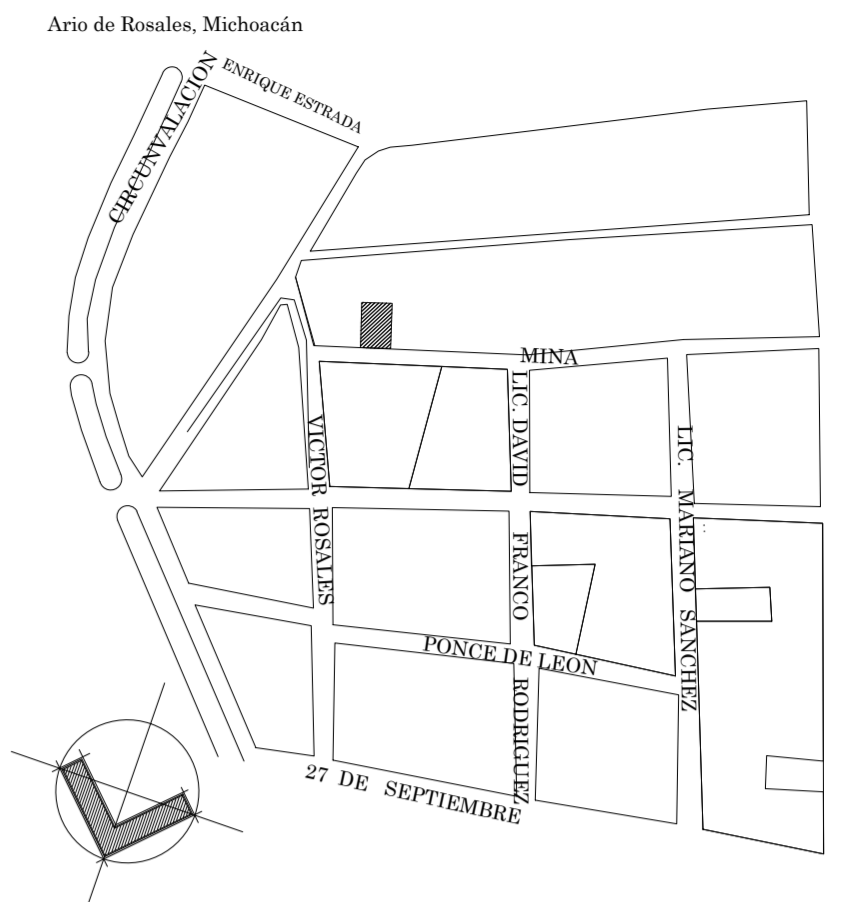 Ario de Rosales, Michoacán
ENRIQUE ESTRADA
CIRCUNVALACION
MINA
LIC. DAVID FRANCO RODRIGUEZ
VICTOR ROSALES
LIC. MARIANO SANCHEZ
PONCE DE LEON
27 DE SEPTIEMBRE